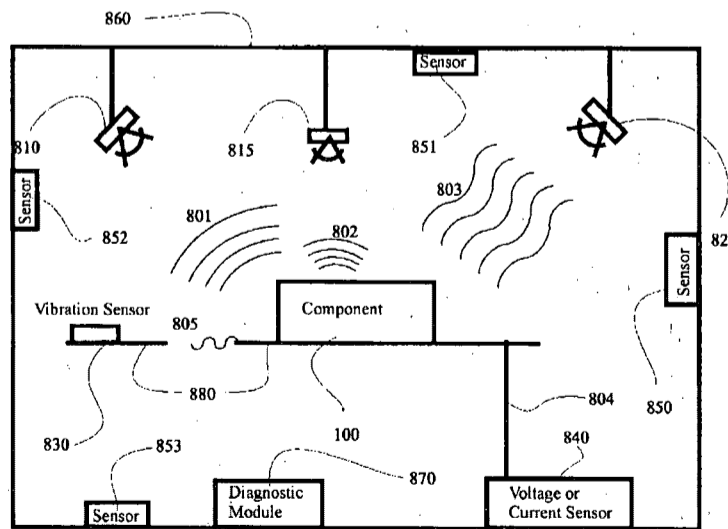 860
Sensor
810
815
851
803
82
Sensor
801
852
802
Sensor
Vibration Sensor
805
Component
880
804
850
830
853
100
870
840
Sensor
Diagnostic
Module
Voltage or
Current Sensor